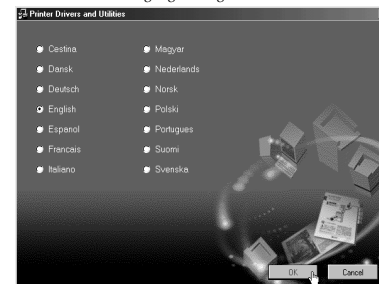 Printer Drivers and Utilities
Cestina
Dansk
Deutsch
English
Espanol
Francais
Italiano
Magyar
Nederlands
Norsk
Polski
Portugues
Suomi
Svenska
OK
Cancel